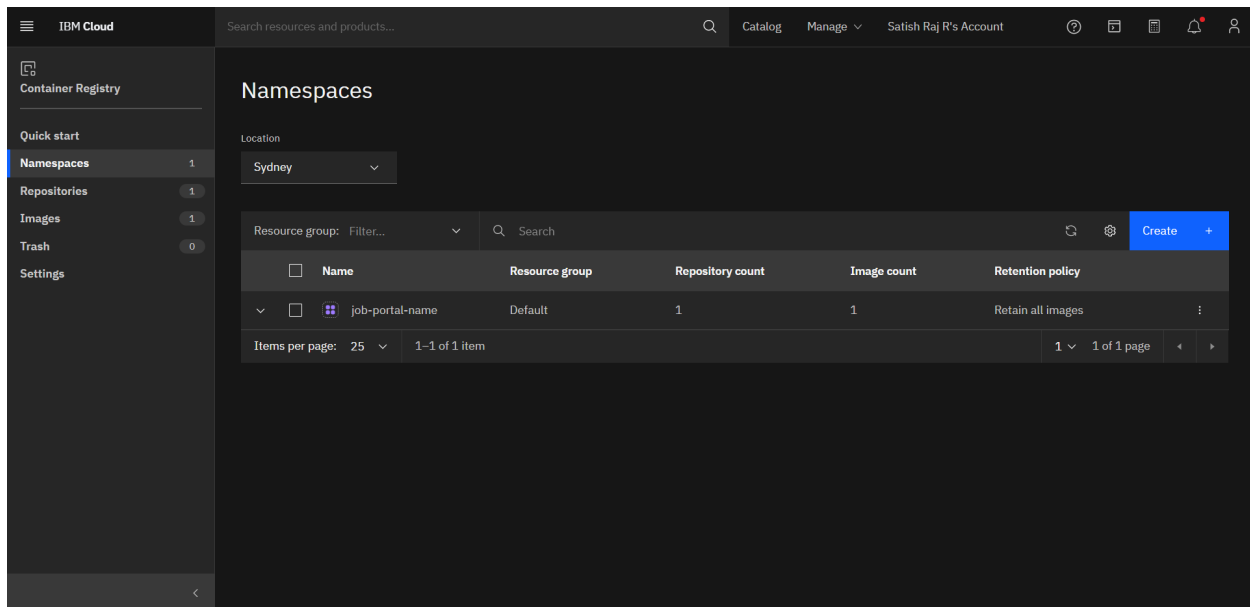 IBM Cloud
Search resources and products...
Catalog
Manage
Satish Raj R's Account
Container Registry
Quick start
Namespaces 1
Repositories 1
Images 1
Trash 0
Settings
Namespaces
Location
Sydney
Resource group: Filter...
Search
Create +
Name Resource group Repository count Image count Retention policy
job-portal-name Default 1 1 Retain all images
Items per page: 25 1–1 of 1 item 1 1 of 1 page